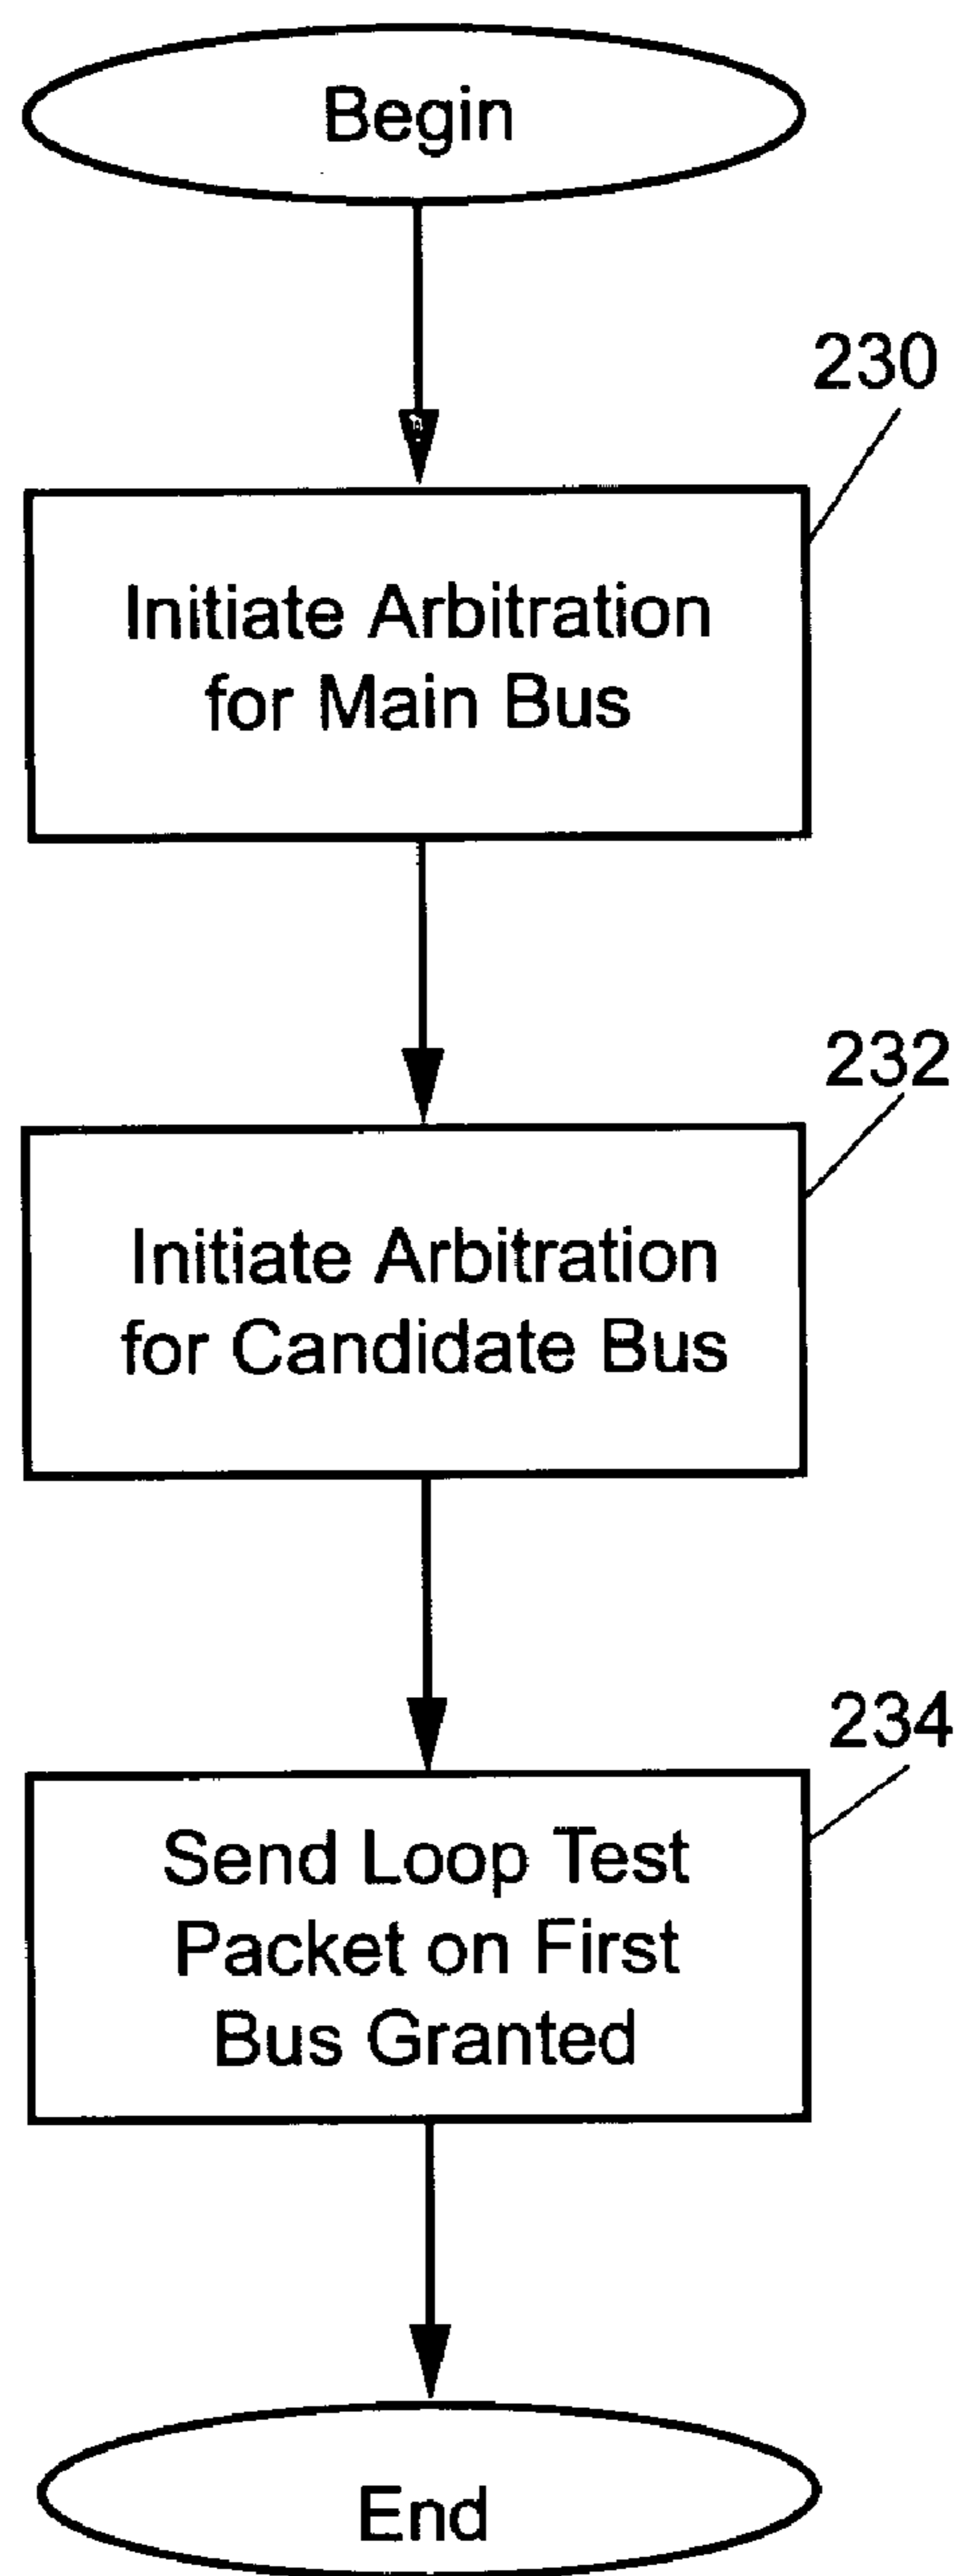 Begin
230
Initiate Arbitration
for Main Bus
232
Initiate Arbitration
for Candidate Bus
234
Send Loop Test
Packet on First
Bus Granted
End